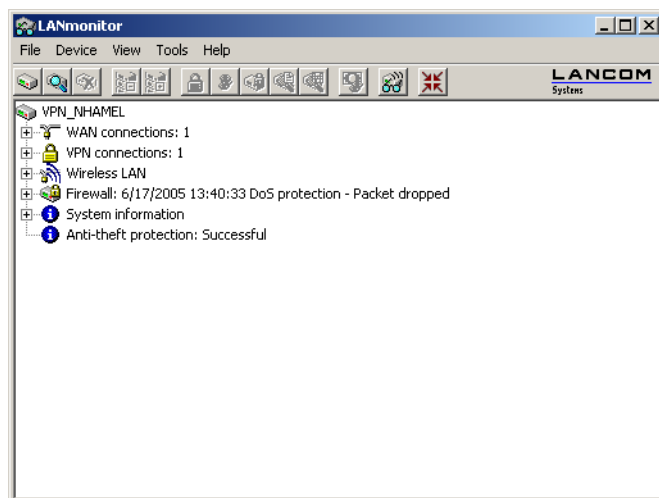 LANmonitor
File Device View Tools Help
LANCOM
Systems
VPN_NHAMEL
WAN connections: 1
VPN connections: 1
Wireless LAN
Firewall: 6/17/2005 13:40:33 DoS protection - Packet dropped
System information
Anti-theft protection: Successful